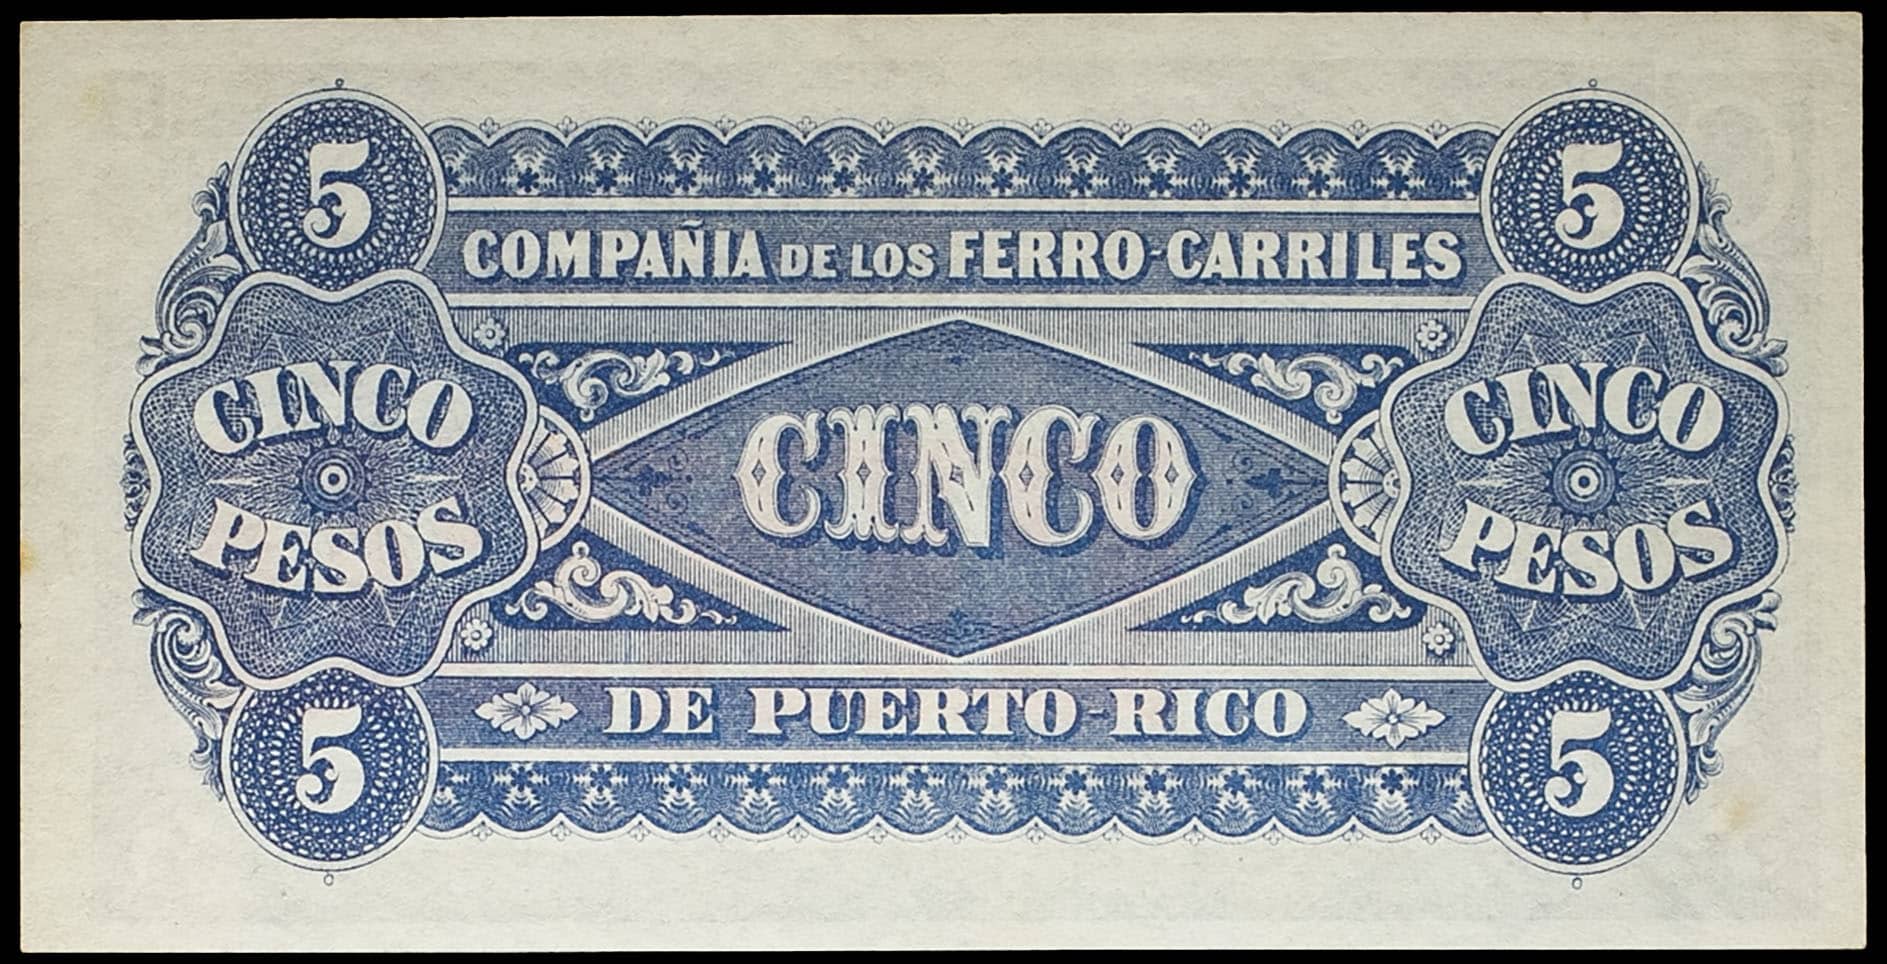 5 5
COMPAÑIA DE LOS FERRO-CARRILES
CINCO PESOS
CINCO
CINCO PESOS
DE PUERTO-RICO
5 5